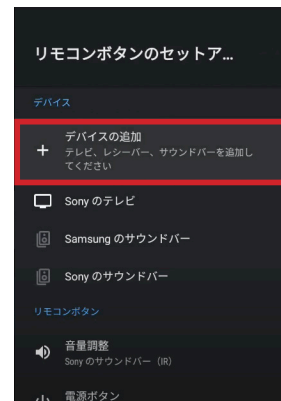 リモコンボタンのセットア...
デバイス
デバイスの追加
テレビ、レシーバー、サウンドバーを追加し
てください
Sony のテレビ
Samsung のサウンドバー
Sony のサウンドバー
リモコンボタン
音量調整
Sony のサウンドバー（IR）
電源ボタン